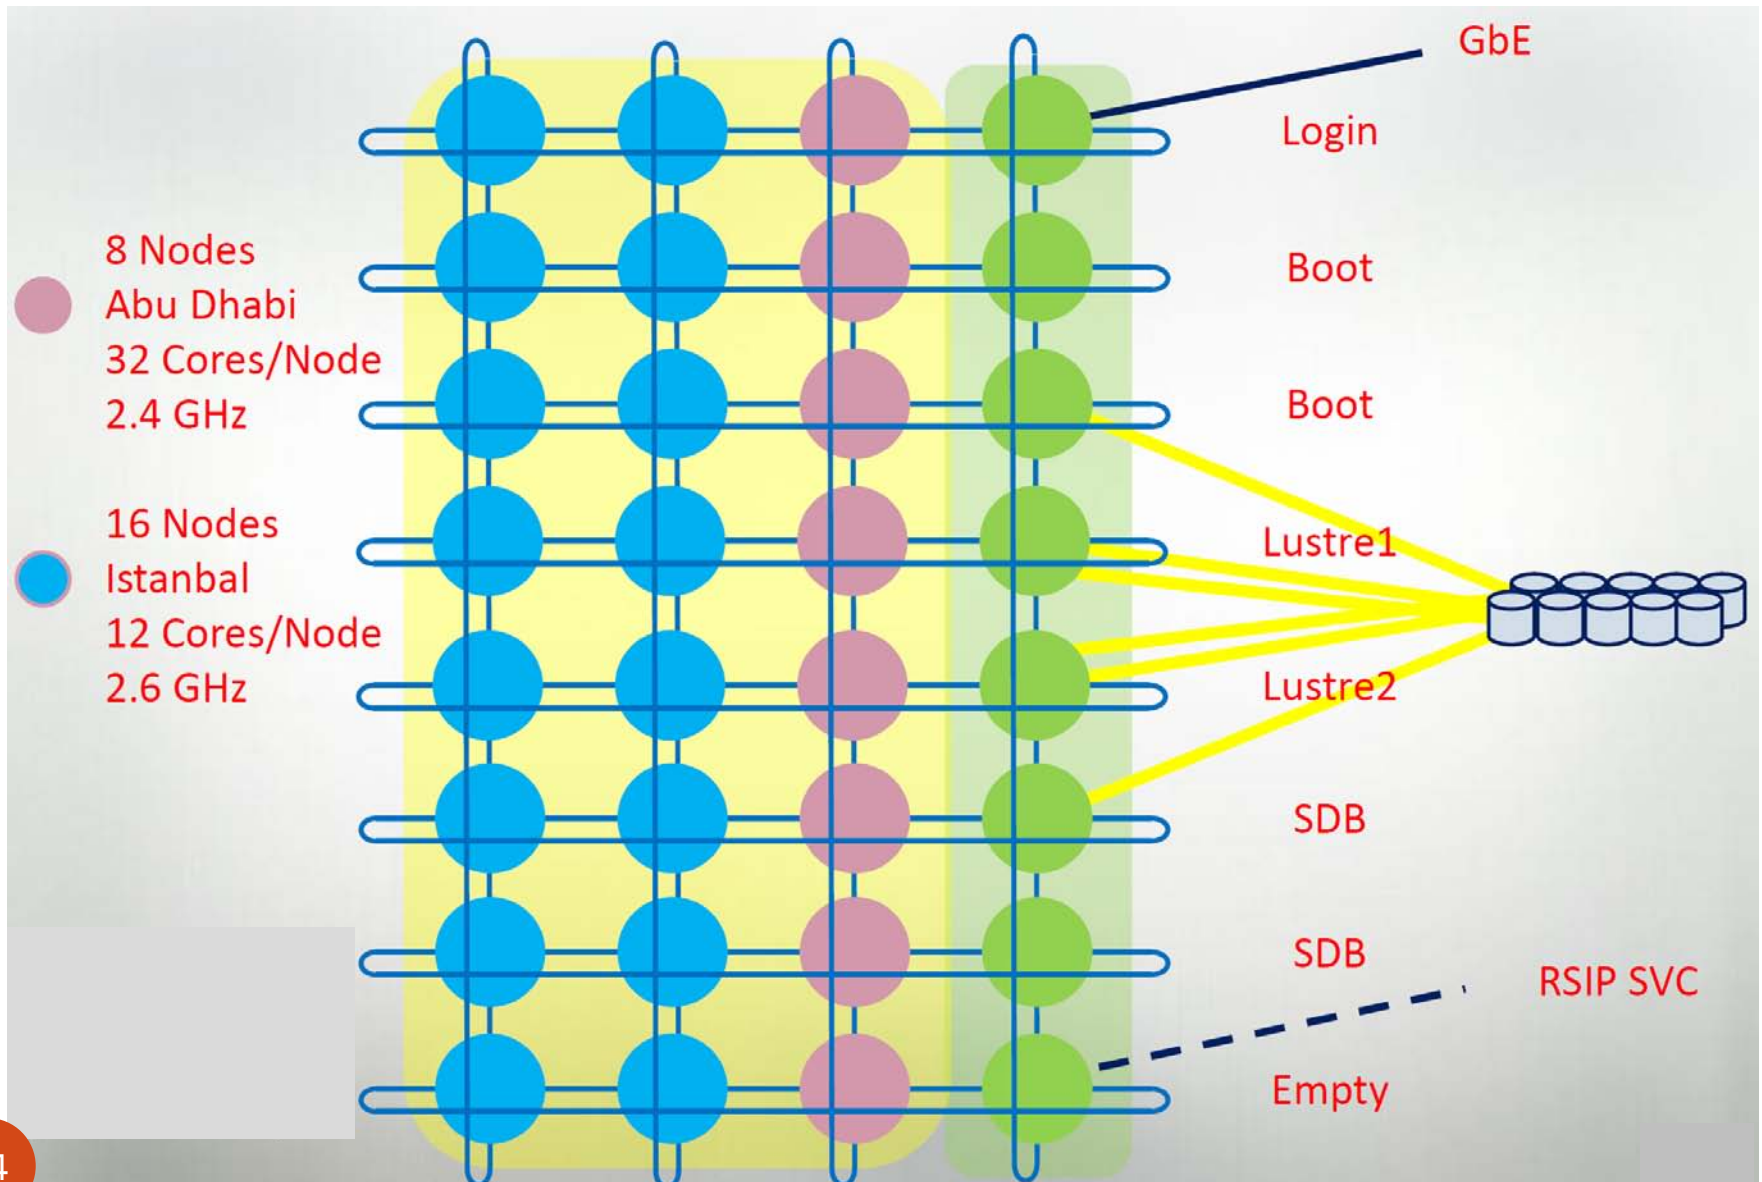 GbE
Login
8 Nodes
Abu Dhabi
32 Cores/Node
2.4 GHz
Boot
Boot
16 Nodes
Istanbal
12 Cores/Node
2.6 GHz
Lustre1
Lustre2
SDB
SDB
RSIP SVC
Empty
4